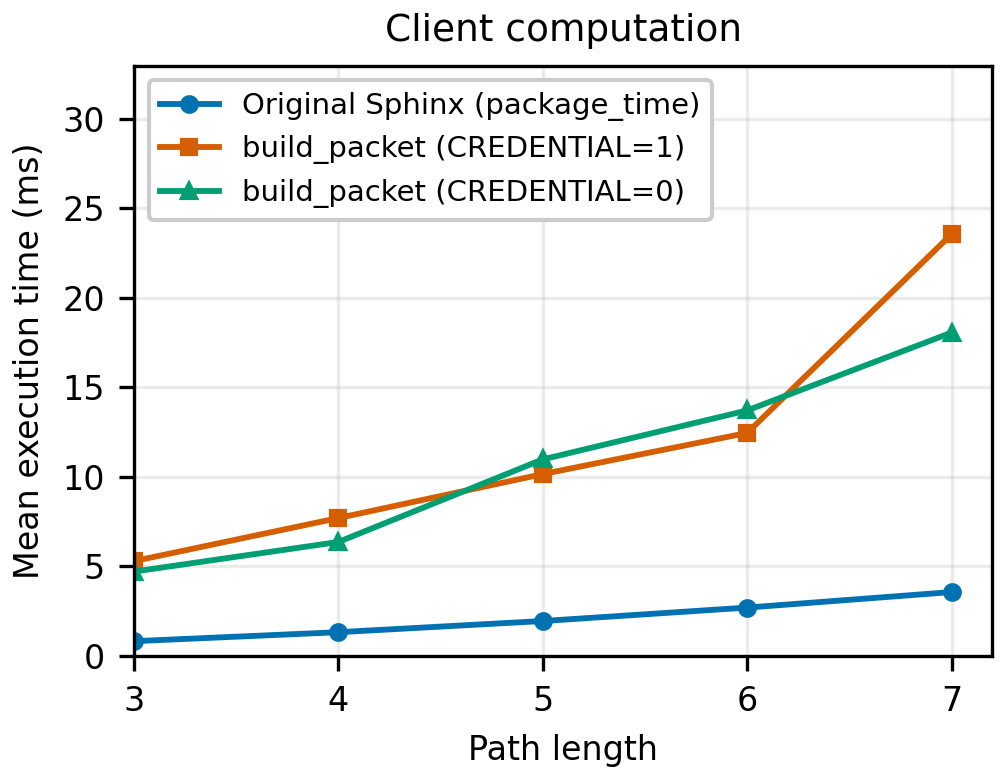 Client computation
Original Sphinx (package_time)
build_packet (CREDENTIAL=1)
build_packet (CREDENTIAL=0)
Mean execution time (ms)
30
25
20
15
10
5
0
3 4 5 6 7
Path length